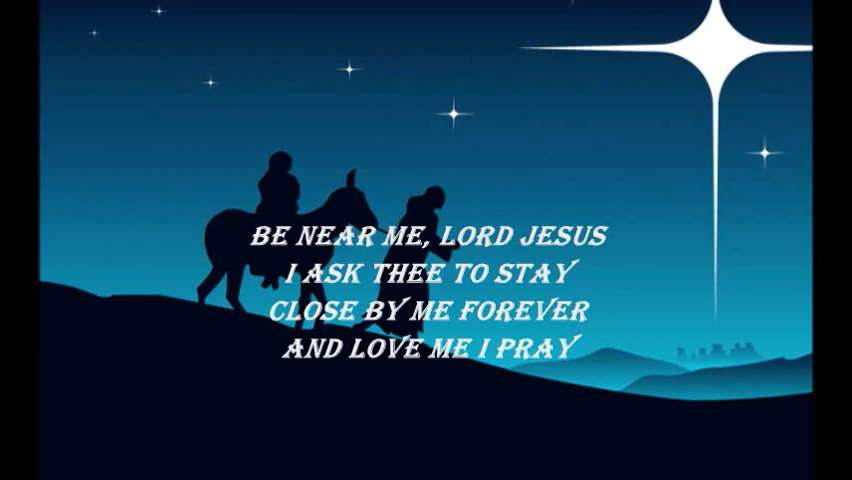 BE NEAR ME, LORD JESUS
I ASK THEE TO STAY
CLOSE BY ME FOREVER
AND LOVE ME I PRAY